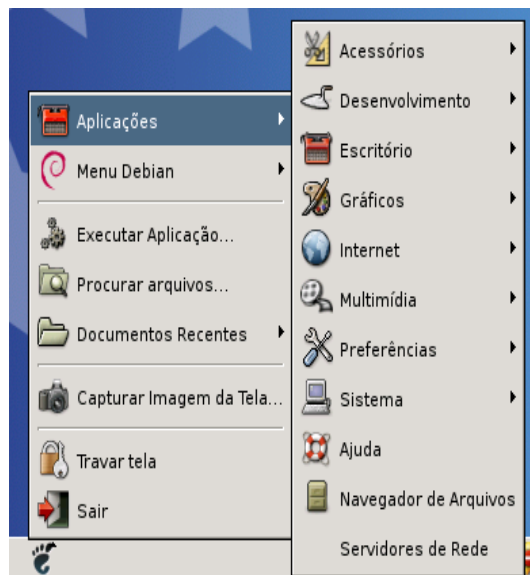 Aplicações
Menu Debian
Executar Aplicação...
Procurar arquivos...
Documentos Recentes
Capturar Imagem da Tela...
Travar tela
Sair
Acessórios
Desenvolvimento
Escritório
Gráficos
Internet
Multimídia
Preferências
Sistema
Ajuda
Navegador de Arquivos
Servidores de Rede